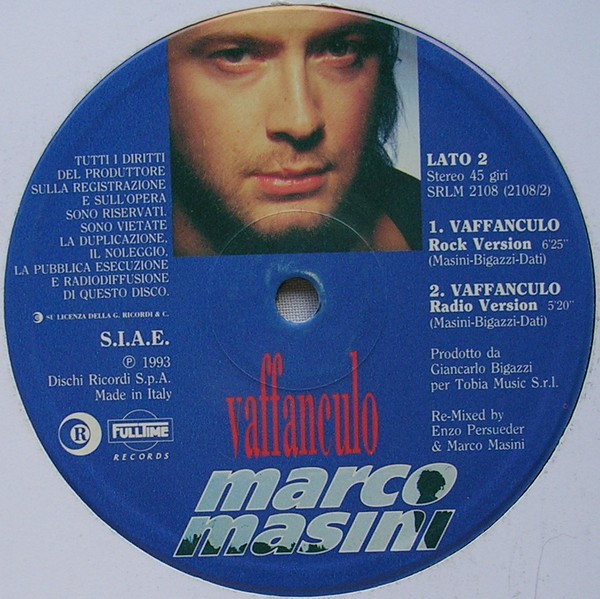 TUTTI I DIRITTI
DEL PRODUTTORE
SULLA REGISTRAZIONE
E SULL'OPERA
SONO RISERVATI.
SONO VIETATE
LA DUPLICAZIONE,
IL NOLEGGIO,
LA PUBBLICA ESECUZIONE
E RADIODIFFUSIONE
DI QUESTO DISCO.
SU LICENZA DELLA G. RICORDI & C.
S.I.A.E.
℗ 1993
Dischi Ricordi S.p.A.
Made in Italy
R
FULLTIME
RECORDS
LATO 2
Stereo 45 giri
SRLM 2108 (2108/2)
1. VAFFANCULO
Rock Version 6'25"
(Masini-Bigazzi-Dati)
2. VAFFANCULO
Radio Version 5'20"
(Masini-Bigazzi-Dati)
Prodotto da
Giancarlo Bigazzi
per Tobia Music S.r.l.
Re-Mixed by
Enzo Persueder
& Marco Masini
vaffanculo
marco
masini